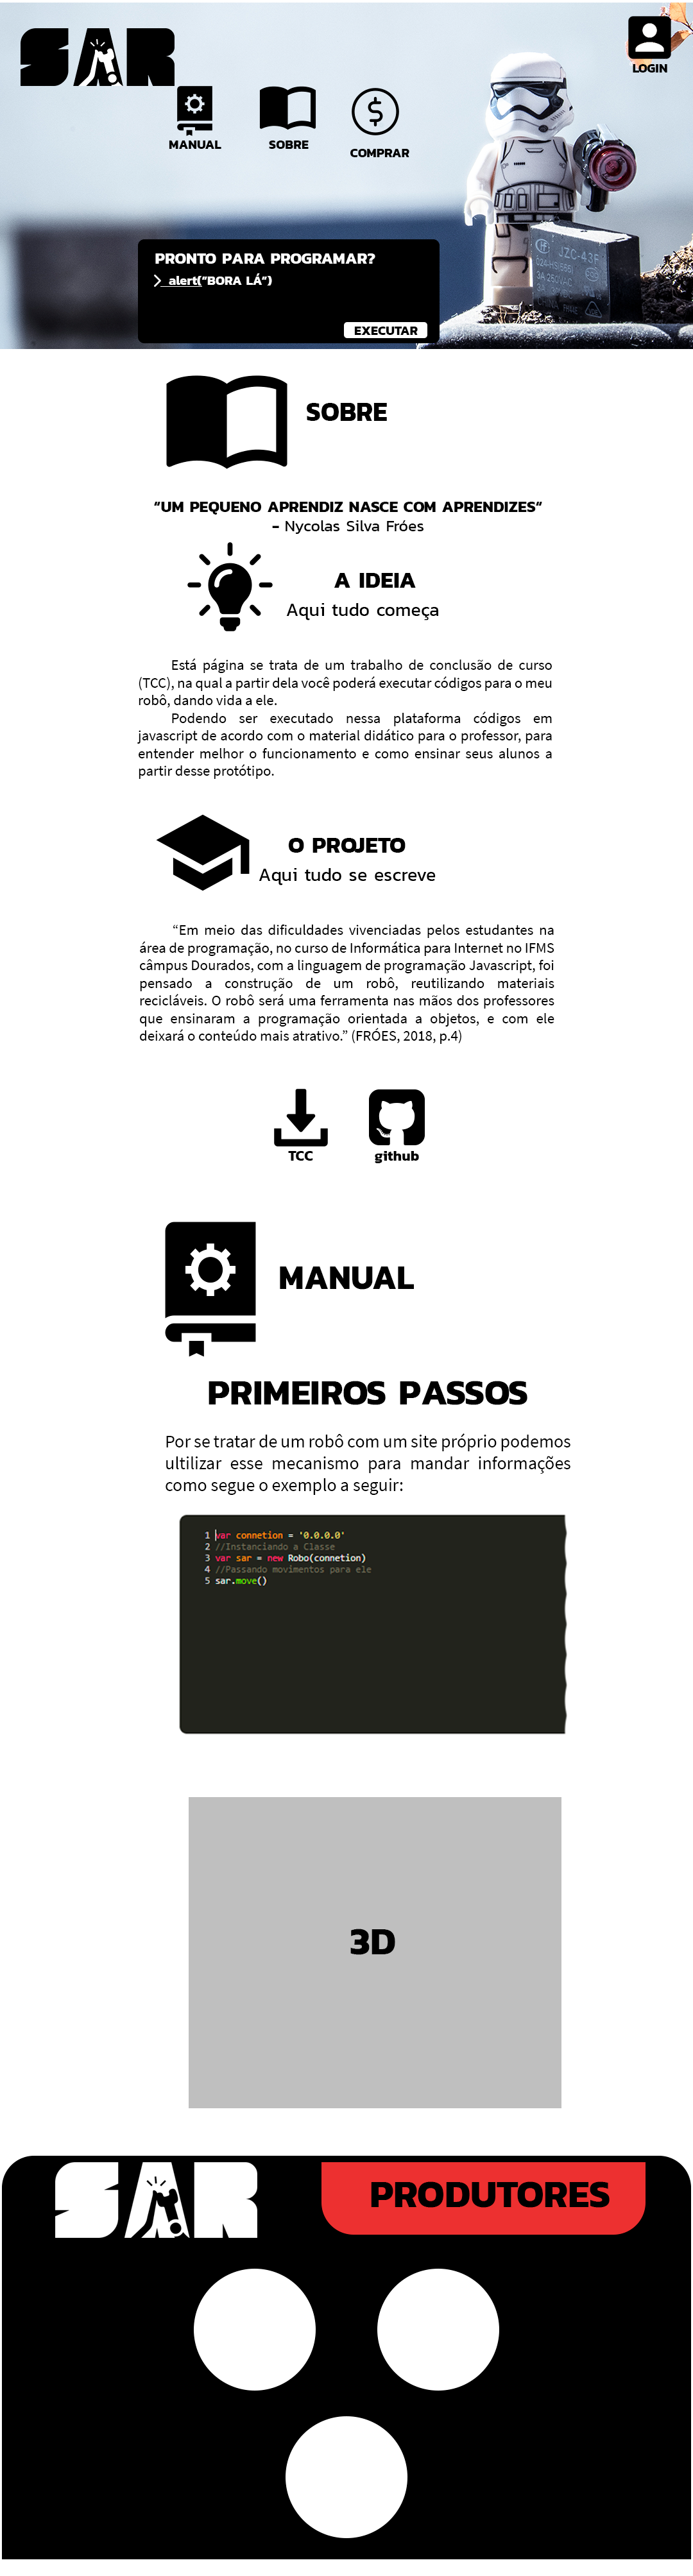 SAR
LOGIN
MANUAL
SOBRE
COMPRAR
JZC-43F
PRONTO PARA PROGRAMAR?
alert(“BORA LÁ”)
EXECUTAR
SOBRE
“UM PEQUENO APRENDIZ NASCE COM APRENDIZES”
- Nycolas Silva Fróes
A IDEIA
Aqui tudo começa
Está página se trata de um trabalho de conclusão de curso
(TCC), na qual a partir dela você poderá executar códigos para o meu
robô, dando vida a ele.
Podendo ser executado nessa plataforma códigos em
javascript de acordo com o material didático para o professor, para
entender melhor o funcionamento e como ensinar seus alunos a
partir desse protótipo.
O PROJETO
Aqui tudo se escreve
“Em meio das dificuldades vivenciadas pelos estudantes na
área de programação, no curso de Informática para Internet no IFMS
câmpus Dourados, com a linguagem de programação Javascript, foi
pensado a construção de um robô, reutilizando materiais
recicláveis. O robô será uma ferramenta nas mãos dos professores
que ensinaram a programação orientada a objetos, e com ele
deixará o conteúdo mais atrativo.” (FRÓES, 2018, p.4)
TCC
github
MANUAL
PRIMEIROS PASSOS
Por se tratar de um robô com um site próprio podemos
ultilizar esse mecanismo para mandar informações
como segue o exemplo a seguir:
1 var connetion = '0.0.0.0'
2 //Instanciando a Classe
3 var sar = new Robo(connetion)
4 //Passando movimentos para ele
5 sar.move()
3D
SAR
PRODUTORES